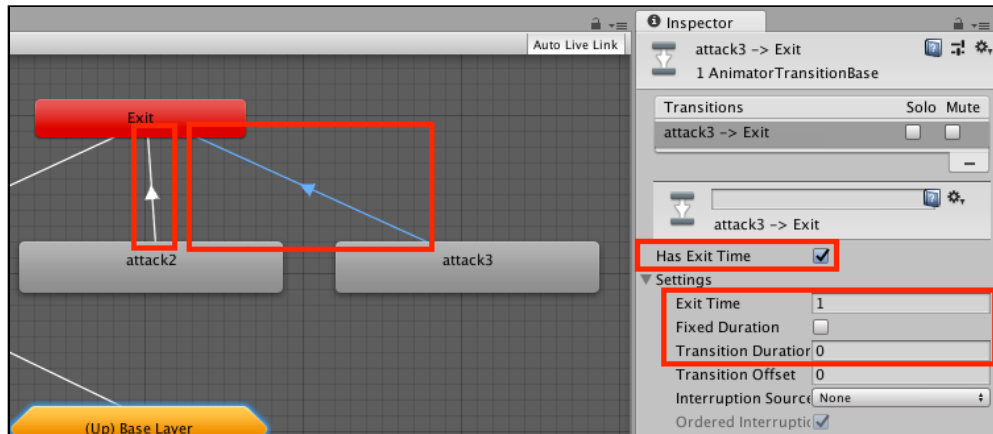 Auto Live Link
Exit
attack2
attack3
(Up) Base Layer
Inspector
attack3 -> Exit
1 AnimatorTransitionBase
Transitions Solo Mute
attack3 -> Exit
attack3 -> Exit
Has Exit Time
Settings
Exit Time 1
Fixed Duration
Transition Duration 0
Transition Offset 0
Interruption Source None
Ordered Interruptic